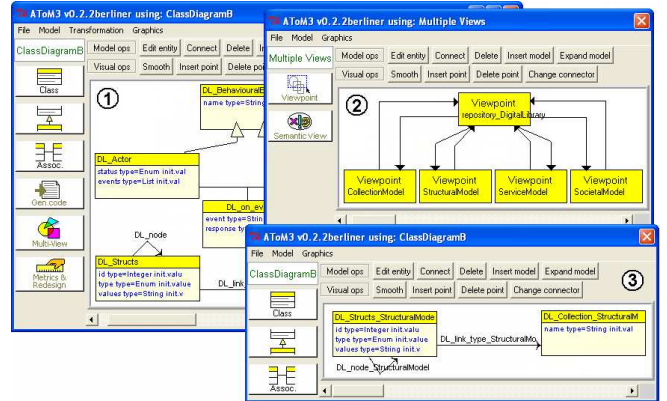 AToM3 v0.2.2berliner using: ClassDiagramB
File Model Transformation Graphics
ClassDiagramB
Model ops Edit entity Connect Delete
Visual ops Smooth Insert point Delete
Class
Assoc.
Gen.code
Multi-View
Metrics &
Redesign
1
name type=String
DL_Actor
status type=Enum init.val
events type=List init.val
event type=Strin
response type
DL_node
DL_Structs
id type=Integer init.valu
type type=Enum init.value
values type=String init.v
DL_link
AToM3 v0.2.2berliner using: Multiple Views
File Model Graphics
Multiple Views
Model ops Edit entity Connect Delete Insert model Expand model
Visual ops Smooth Insert point Delete point Change connector
Viewpoint
Semantic View
2
Viewpoint
repository_DigitalLibrary
Viewpoint
CollectionModel
Viewpoint
StructuralModel
Viewpoint
ServiceModel
Viewpoint
SocietalModel
AToM3 v0.2.2berliner using: ClassDiagramB
File Model Graphics
ClassDiagramB
Model ops Edit entity Connect Delete Insert model Expand model
Visual ops Smooth Insert point Delete point Change connector
Class
Assoc.
3
DL_Structs_StructuralMode
id type=Integer init.valu
type type=Enum init.value
values type=String init.v
DL_node_StructuralModel
DL_link_type_StructuralMo
DL_Collection_StructuralM
name type=String init.val